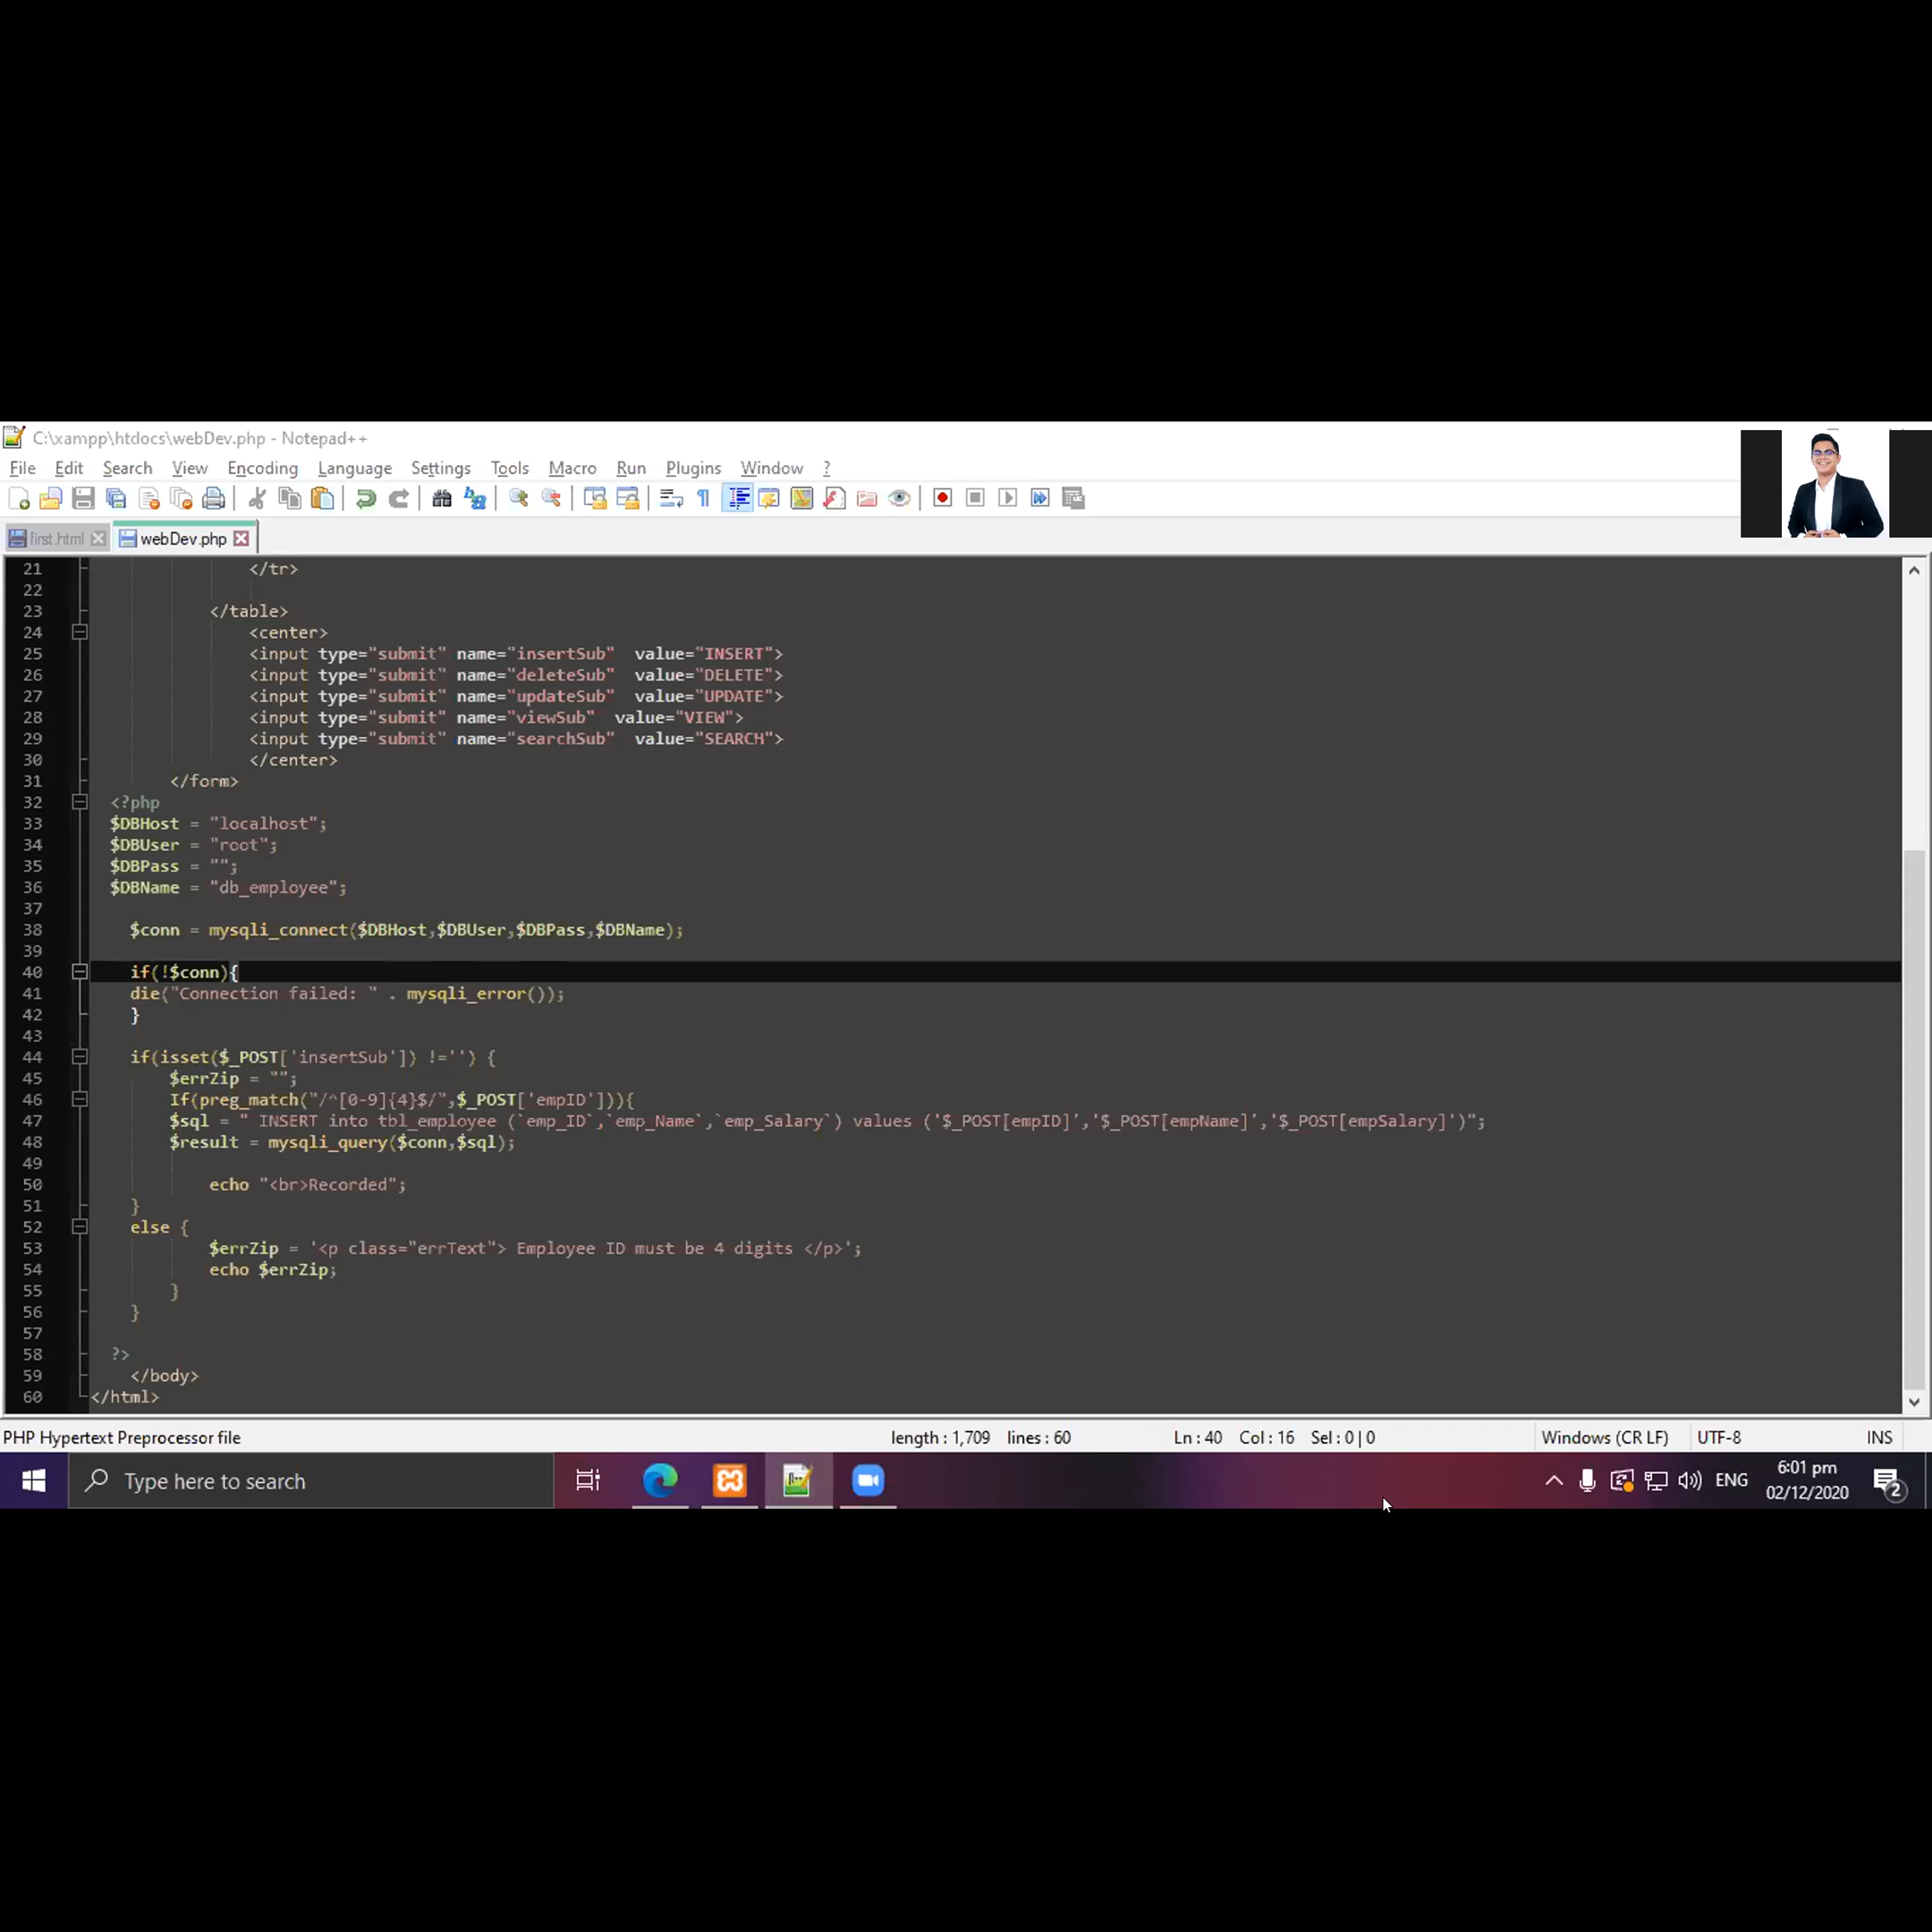 C:\xampp\htdocs\webDev.php - Notepad++
File Edit Search View Encoding Language Settings Tools Macro Run Plugins Window ?
first.html webDev.php
21 </tr>
22
23 </table>
24 <center>
25 <input type="submit" name="insertSub" value="INSERT">
26 <input type="submit" name="deleteSub" value="DELETE">
27 <input type="submit" name="updateSub" value="UPDATE">
28 <input type="submit" name="viewSub" value="VIEW">
29 <input type="submit" name="searchSub" value="SEARCH">
30 </center>
31 </form>
32 <?php
33 $DBHost = "localhost";
34 $DBUser = "root";
35 $DBPass = "";
36 $DBName = "db_employee";
37
38 $conn = mysqli_connect($DBHost,$DBUser,$DBPass,$DBName);
39
40 if(!$conn){
41 die("Connection failed: " . mysqli_error());
42 }
43
44 if(isset($_POST['insertSub']) !='') {
45 $errZip = "";
46 If(preg_match("/^[0-9]{4}$/",$_POST['empID'])){
47 $sql = " INSERT into tbl_employee (`emp_ID`,`emp_Name`,`emp_Salary`) values ('$_POST[empID]','$_POST[empName]','$_POST[empSalary]')";
48 $result = mysqli_query($conn,$sql);
49
50 echo "<br>Recorded";
51 }
52 else {
53 $errZip = '<p class="errText"> Employee ID must be 4 digits </p>';
54 echo $errZip;
55 }
56 }
57
58 ?>
59 </body>
60 </html>
PHP Hypertext Preprocessor file length : 1,709 lines : 60 Ln : 40 Col : 16 Sel : 0 | 0 Windows (CR LF) UTF-8 INS
Type here to search ENG 6:01 pm
02/12/2020 2